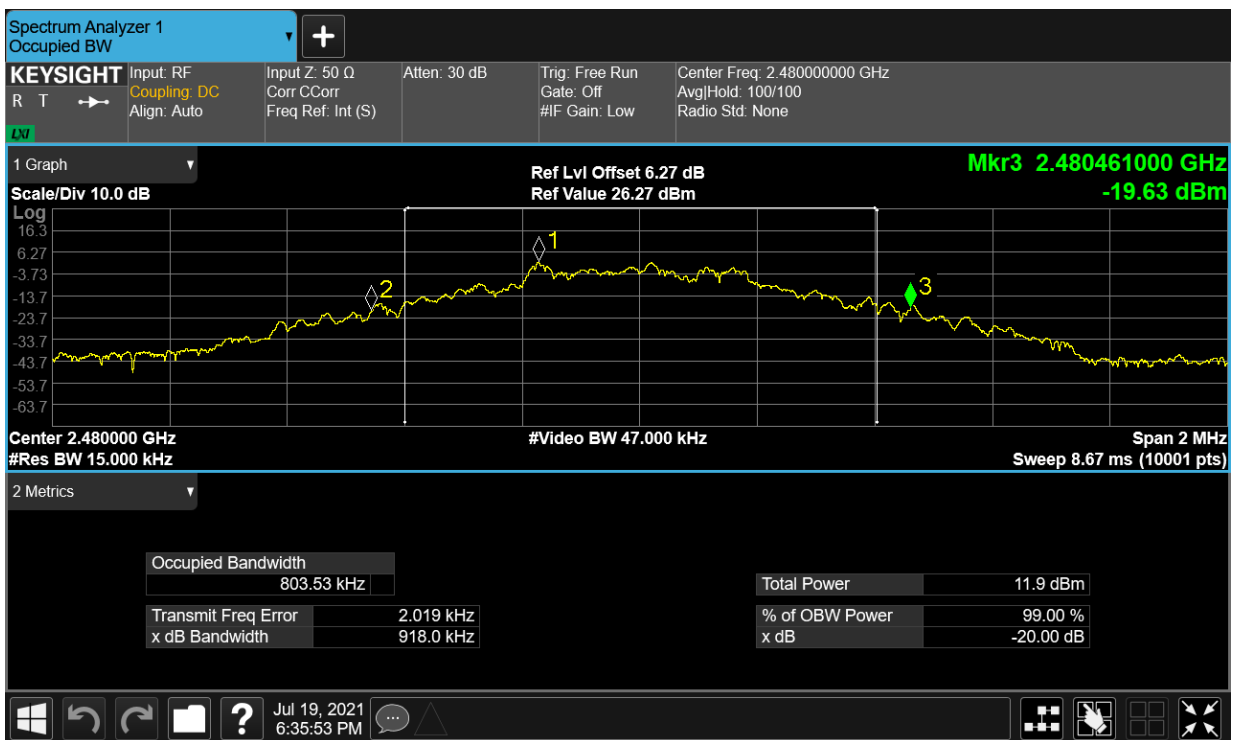 Spectrum Analyzer 1
Occupied BW
KEYSIGHT
R T
LXI
Input: RF
Coupling: DC
Align: Auto
Input Z: 50 Ω
Corr CCorr
Freq Ref: Int (S)
Atten: 30 dB
Trig: Free Run
Gate: Off
#IF Gain: Low
Center Freq: 2.480000000 GHz
Avg|Hold: 100/100
Radio Std: None
1 Graph
Scale/Div 10.0 dB
Ref Lvl Offset 6.27 dB
Ref Value 26.27 dBm
Mkr3 2.480461000 GHz
-19.63 dBm
Log
16.3
6.27
-3.73
-13.7
-23.7
-33.7
-43.7
-53.7
-63.7
1
2
3
Center 2.480000 GHz
#Video BW 47.000 kHz
Span 2 MHz
#Res BW 15.000 kHz
Sweep 8.67 ms (10001 pts)
2 Metrics
Occupied Bandwidth
803.53 kHz
Total Power 11.9 dBm
Transmit Freq Error 2.019 kHz
% of OBW Power 99.00 %
x dB Bandwidth 918.0 kHz
x dB -20.00 dB
?
Jul 19, 2021
6:35:53 PM